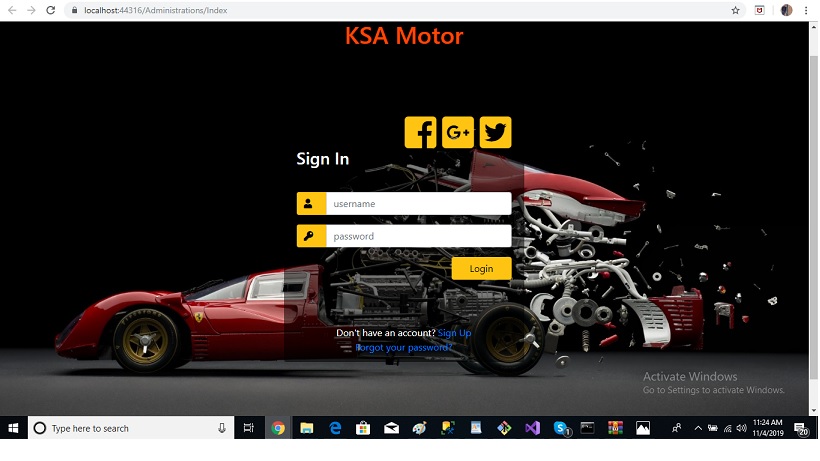 localhost:44316/Administrations/Index
KSA Motor
G+
Sign In
username
password
Login
Don't have an account? Sign Up
Forgot your password?
Activate Windows
Go to Settings to activate Windows.
Type here to search
11:24 AM
11/4/2019
1
20